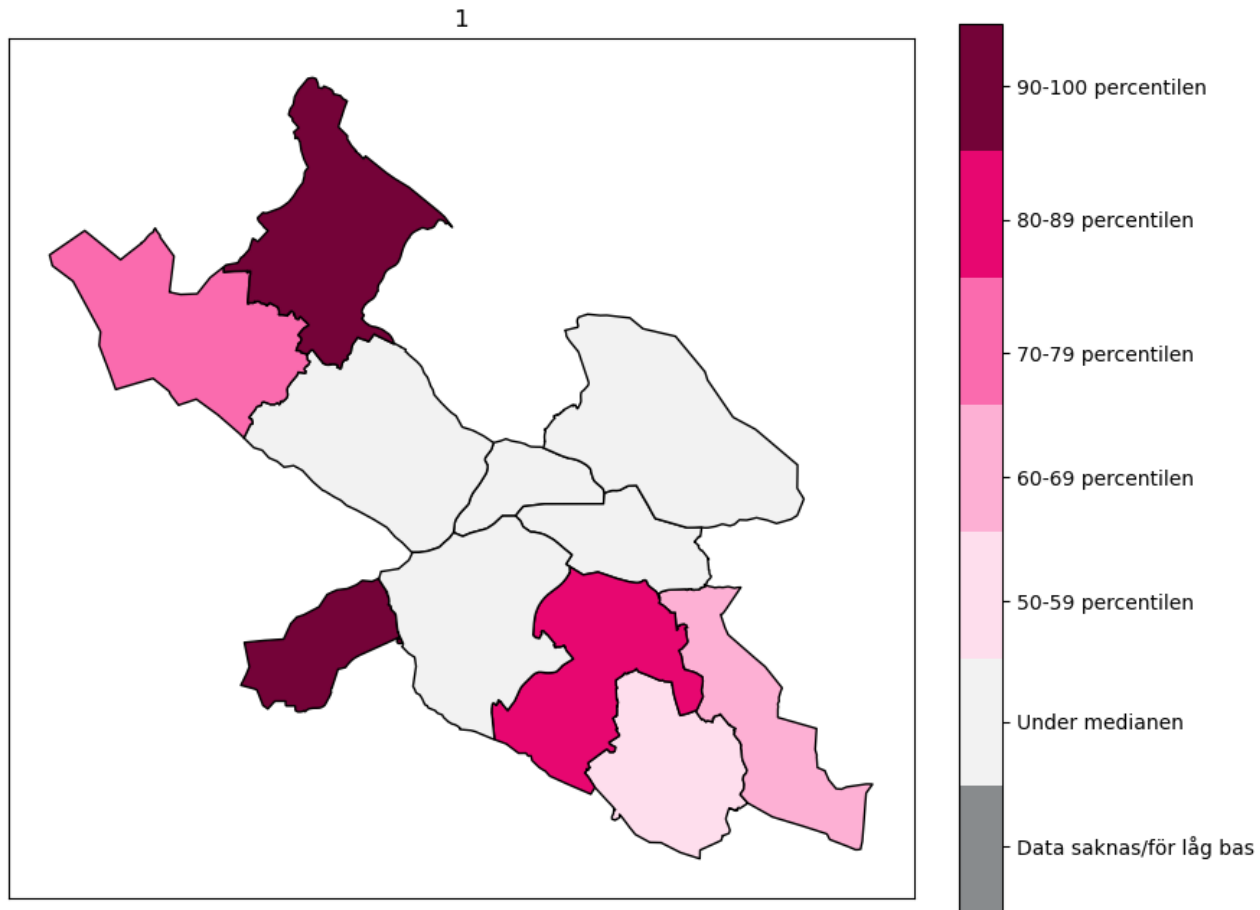 1
90-100 percentilen
80-89 percentilen
70-79 percentilen
60-69 percentilen
50-59 percentilen
Under medianen
Data saknas/för låg bas